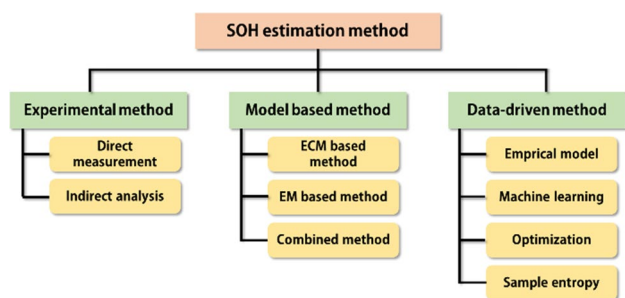 SOH estimation method
Experimental method
Direct
measurement
Indirect analysis
Model based method
ECM based
method
EM based method
Combined method
Data-driven method
Emprical model
Machine learning
Optimization
Sample entropy